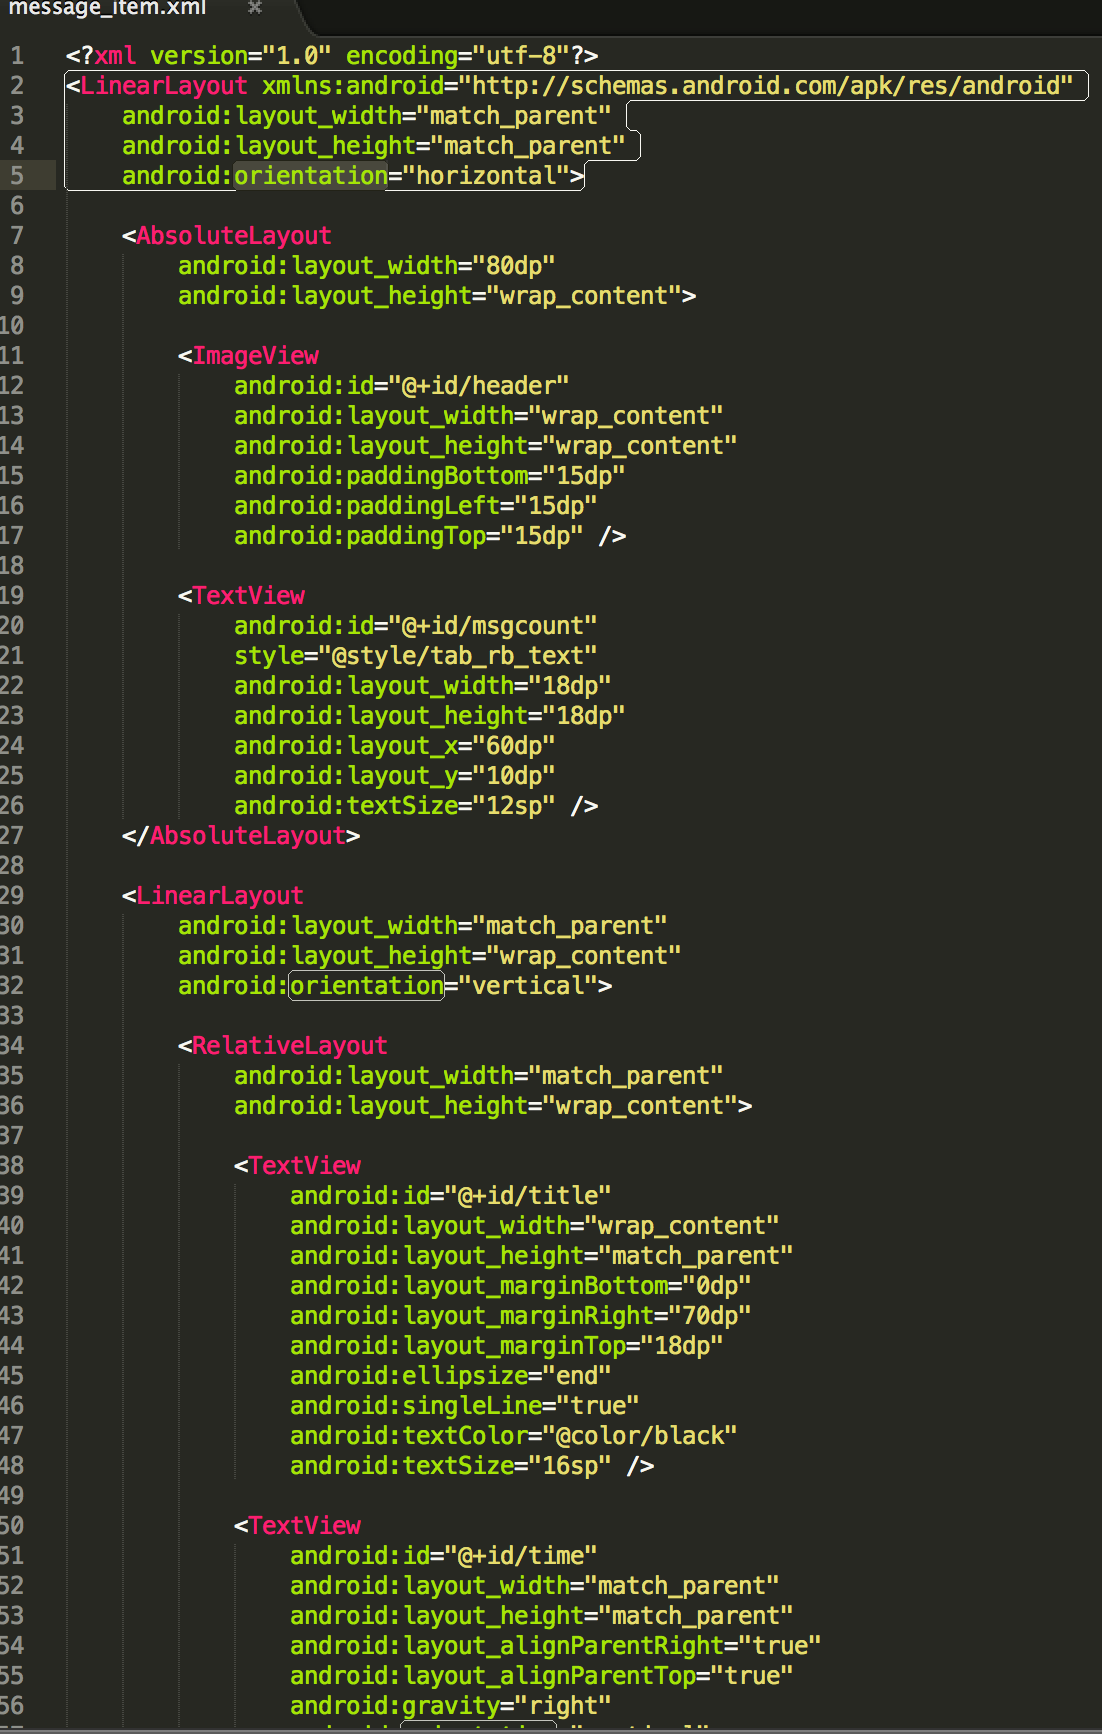 message_item.xml ×
1 <?xml version="1.0" encoding="utf-8"?>
2 <LinearLayout xmlns:android="http://schemas.android.com/apk/res/android"
3 android:layout_width="match_parent"
4 android:layout_height="match_parent"
5 android:orientation="horizontal">
6
7 <AbsoluteLayout
8 android:layout_width="80dp"
9 android:layout_height="wrap_content">
10
11 <ImageView
12 android:id="@+id/header"
13 android:layout_width="wrap_content"
14 android:layout_height="wrap_content"
15 android:paddingBottom="15dp"
16 android:paddingLeft="15dp"
17 android:paddingTop="15dp" />
18
19 <TextView
20 android:id="@+id/msgcount"
21 style="@style/tab_rb_text"
22 android:layout_width="18dp"
23 android:layout_height="18dp"
24 android:layout_x="60dp"
25 android:layout_y="10dp"
26 android:textSize="12sp" />
27 </AbsoluteLayout>
28
29 <LinearLayout
30 android:layout_width="match_parent"
31 android:layout_height="wrap_content"
32 android:orientation="vertical">
33
34 <RelativeLayout
35 android:layout_width="match_parent"
36 android:layout_height="wrap_content">
37
38 <TextView
39 android:id="@+id/title"
40 android:layout_width="wrap_content"
41 android:layout_height="match_parent"
42 android:layout_marginBottom="0dp"
43 android:layout_marginRight="70dp"
44 android:layout_marginTop="18dp"
45 android:ellipsize="end"
46 android:singleLine="true"
47 android:textColor="@color/black"
48 android:textSize="16sp" />
49
50 <TextView
51 android:id="@+id/time"
52 android:layout_width="match_parent"
53 android:layout_height="match_parent"
54 android:layout_alignParentRight="true"
55 android:layout_alignParentTop="true"
56 android:gravity="right"